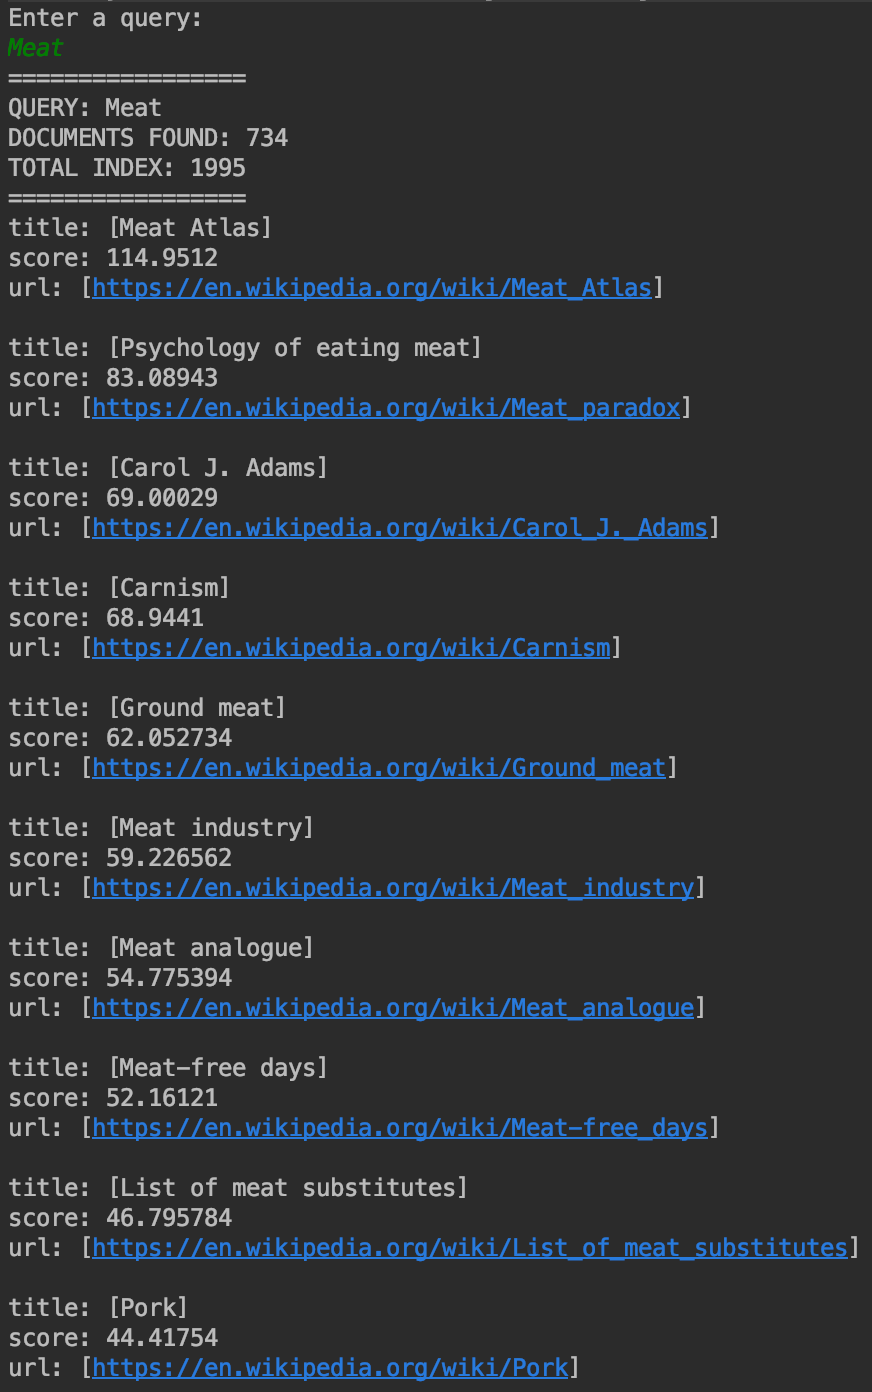 Enter a query:
Meat
=================
QUERY: Meat
DOCUMENTS FOUND: 734
TOTAL INDEX: 1995
=================
title: [Meat Atlas]
score: 114.9512
url: [https://en.wikipedia.org/wiki/Meat_Atlas]
title: [Psychology of eating meat]
score: 83.08943
url: [https://en.wikipedia.org/wiki/Meat_paradox]
title: [Carol J. Adams]
score: 69.00029
url: [https://en.wikipedia.org/wiki/Carol_J._Adams]
title: [Carnism]
score: 68.9441
url: [https://en.wikipedia.org/wiki/Carnism]
title: [Ground meat]
score: 62.052734
url: [https://en.wikipedia.org/wiki/Ground_meat]
title: [Meat industry]
score: 59.226562
url: [https://en.wikipedia.org/wiki/Meat_industry]
title: [Meat analogue]
score: 54.775394
url: [https://en.wikipedia.org/wiki/Meat_analogue]
title: [Meat-free days]
score: 52.16121
url: [https://en.wikipedia.org/wiki/Meat-free_days]
title: [List of meat substitutes]
score: 46.795784
url: [https://en.wikipedia.org/wiki/List_of_meat_substitutes]
title: [Pork]
score: 44.41754
url: [https://en.wikipedia.org/wiki/Pork]